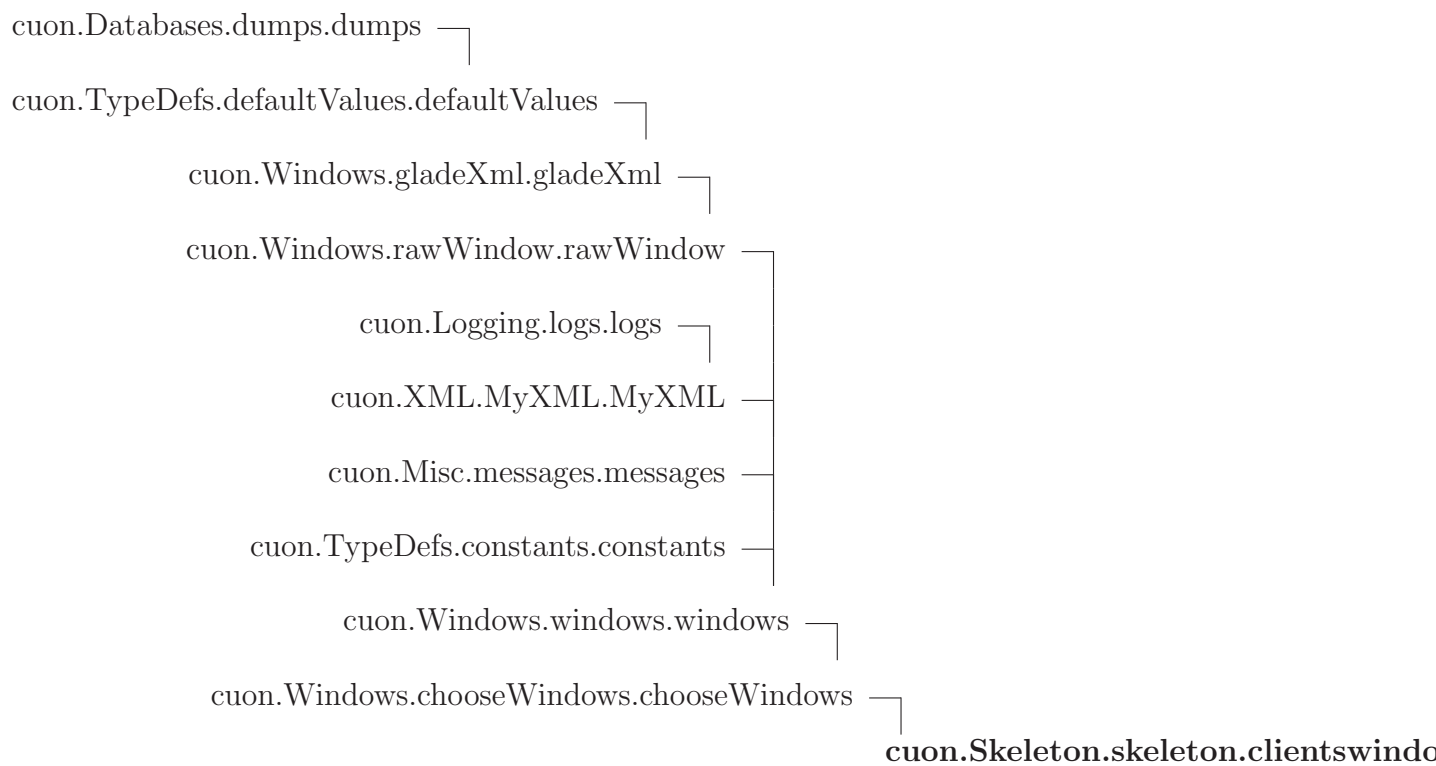 cuon.Databases.dumps.dumps
cuon.TypeDefs.defaultValues.defaultValues
cuon.Windows.gladeXml.gladeXml
cuon.Windows.rawWindow.rawWindow
cuon.Logging.logs.logs
cuon.XML.MyXML.MyXML
cuon.Misc.messages.messages
cuon.TypeDefs.constants.constants
cuon.Windows.windows.windows
cuon.Windows.chooseWindows.chooseWindows
cuon.Skeleton.skeleton.clientswindo